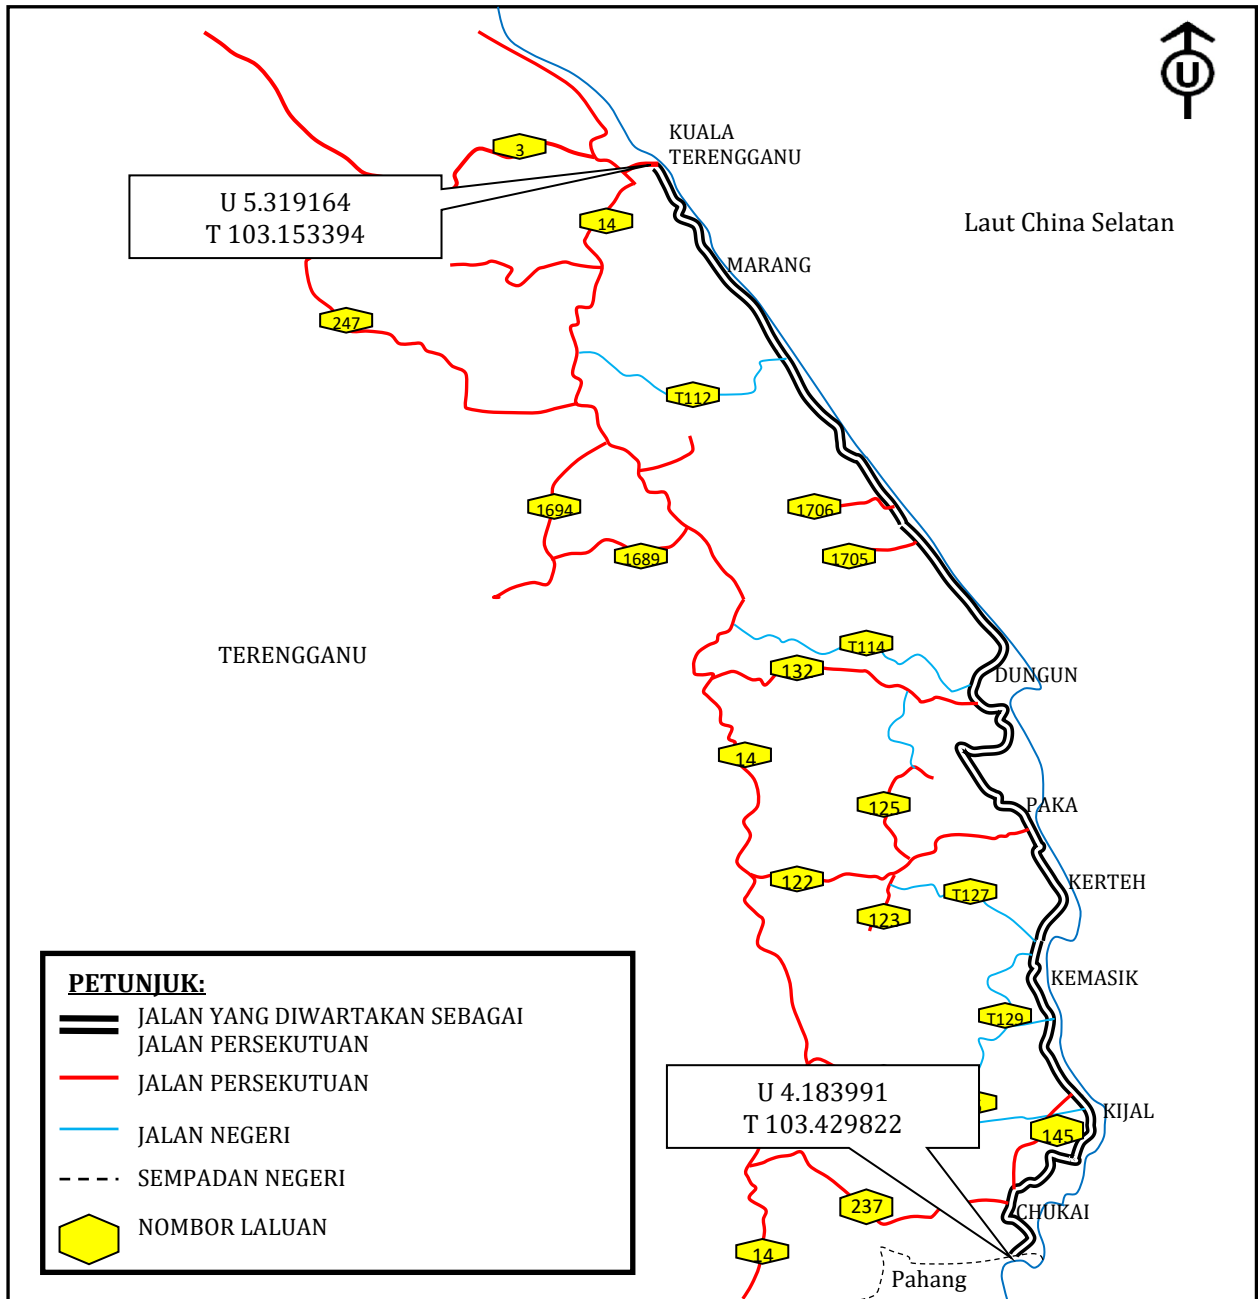 U
KUALA
TERENGGANU
3
U 5.319164
T 103.153394
14
Laut China Selatan
MARANG
247
T112
1694
1706
1689
1705
TERENGGANU
T114
132
DUNGUN
14
125
PAKA
122
T127
KERTEH
123
KEMASIK
T129
U 4.183991
T 103.429822
KIJAL
145
237
CHUKAI
14
Pahang
PETUNJUK:
JALAN YANG DIWARTAKAN SEBAGAI
JALAN PERSEKUTUAN
JALAN PERSEKUTUAN
JALAN NEGERI
SEMPADAN NEGERI
NOMBOR LALUAN